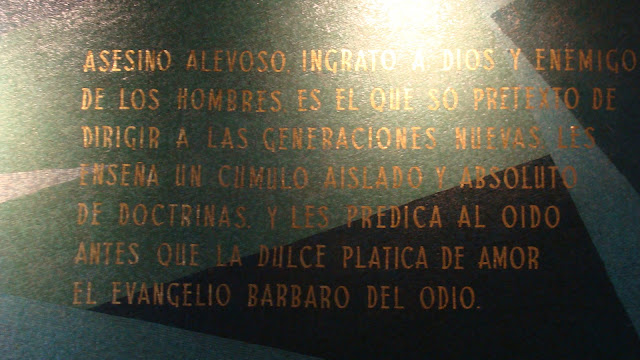 ASESINO ALEVOSO, INGRATO A DIOS Y ENEMIGO
DE LOS HOMBRES, ES EL QUE SO PRETEXTO DE
DIRIGIR A LAS GENERACIONES NUEVAS, LES
ENSEÑA UN CUMULO AISLADO Y ABSOLUTO
DE DOCTRINAS, Y LES PREDICA AL OIDO
ANTES QUE LA DULCE PLATICA DE AMOR
EL EVANGELIO BARBARO DEL ODIO.